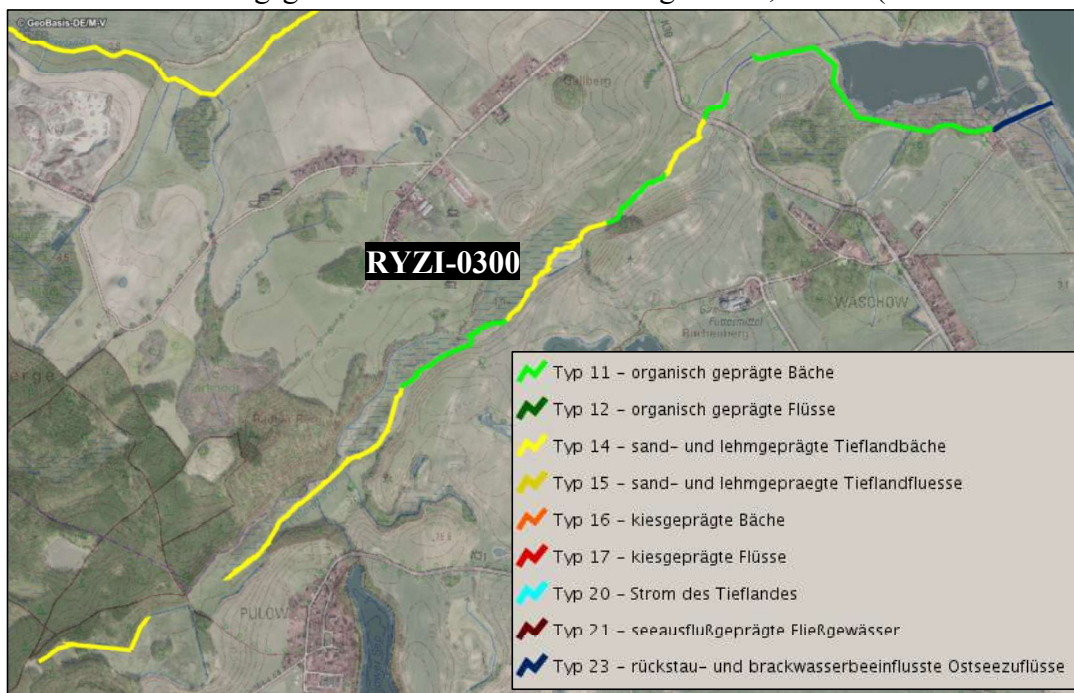 © GeoBasis-DE/M-V
Gallberg
RYZI-0300
WASCHOW
Futtermittel
PULOW
Typ 11 – organisch geprägte Bäche
Typ 12 – organisch geprägte Flüsse
Typ 14 – sand- und lehmgeprägte Tieflandbäche
Typ 15 – sand- und lehmgepraegte Tieflandfluesse
Typ 16 – kiesgeprägte Bäche
Typ 17 – kiesgeprägte Flüsse
Typ 20 – Strom des Tieflandes
Typ 21 – seeausflußgeprägte Fließgewässer
Typ 23 – rückstau- und brackwasserbeeinflusste Ostseezuflüsse